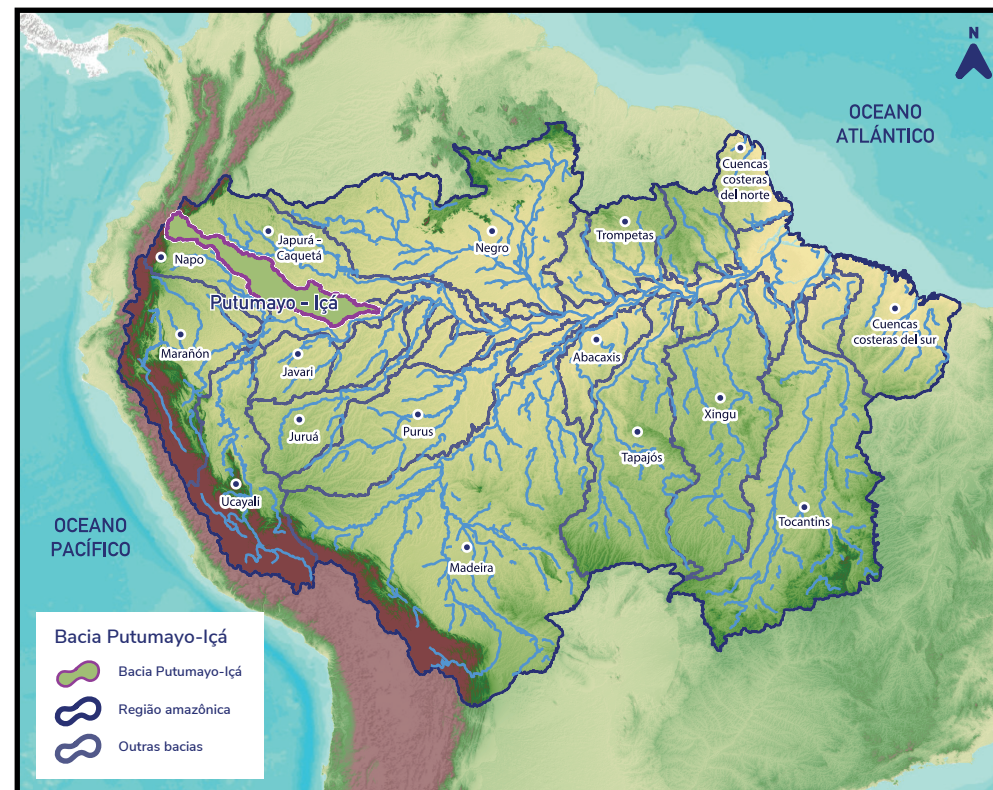 N
OCEANO
ATLÁNTICO
Cuencas
costeras
del norte
Japurá -
Caquetá
Negro
Trompetas
Napo
Putumayo - Içá
Cuencas
costeras del sur
Marañón
Javari
Abacaxis
Juruá
Purus
Xingu
Tapajós
Ucayali
Tocantins
OCEANO
PACÍFICO
Madeira
Bacia Putumayo-Içá
Bacia Putumayo-Içá
Região amazônica
Outras bacias